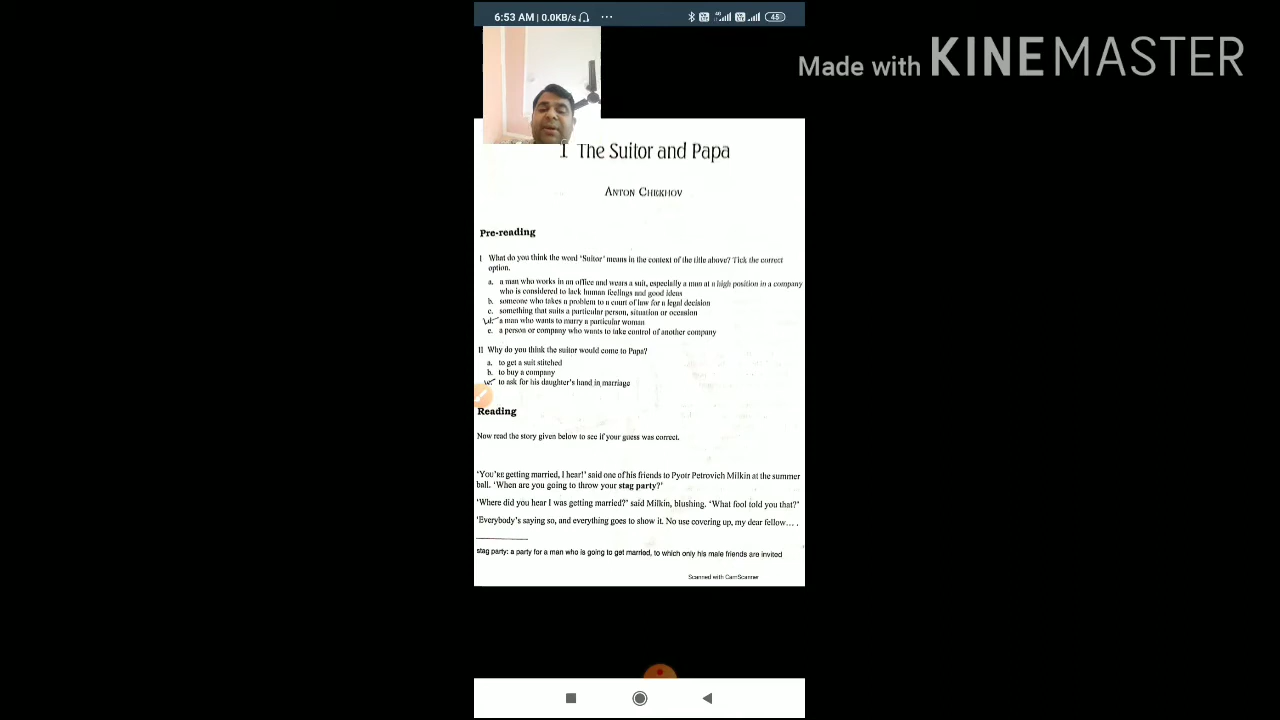 6:53 AM | 0.0KB/s ... 45
Made with KINEMASTER
1 The Suitor and Papa
ANTON CHEKHOV
Pre-reading
I What do you think the word 'Suitor' means in the context of the title above? Tick the correct
option.
a. a man who works in an office and wears a suit, especially a man at a high position in a company
who is considered to lack human feelings and good ideas
b. someone who takes a problem to a court of law for a legal decision
c. something that suits a particular person, situation or occasion
a man who wants to marry a particular woman
e. a person or company who wants to take control of another company
II Why do you think the suitor would come to Papa?
a. to get a suit stitched
b. to buy a company
to ask for his daughter's hand in marriage
Reading
Now read the story given below to see if your guess was correct.
'YOU'RE getting married, I hear!' said one of his friends to Pyotr Petrovich Milkin at the summer
ball. 'When are you going to throw your stag party?'
'Where did you hear I was getting married?' said Milkin, blushing. 'What fool told you that?'
'Everybody's saying so, and everything goes to show it. No use covering up, my dear fellow... .
stag party: a party for a man who is going to get married, to which only his male friends are invited
Scanned with CamScanner